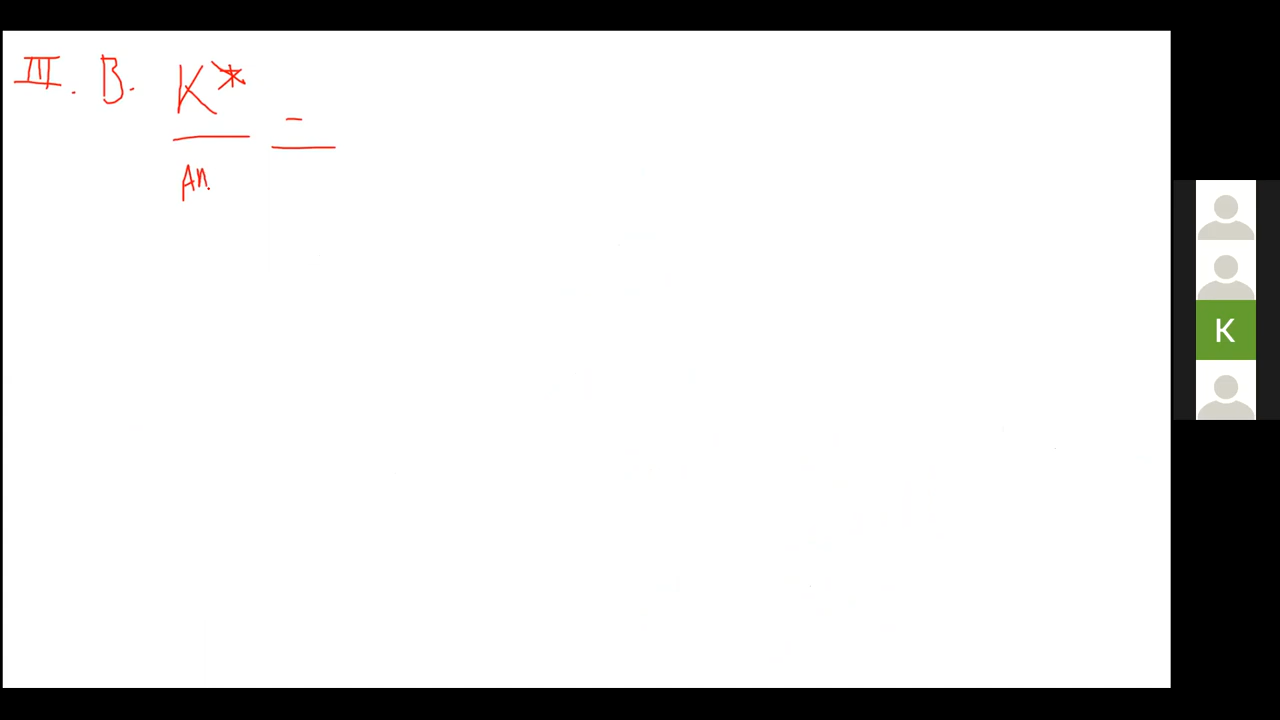 III. B. K* =
An
K